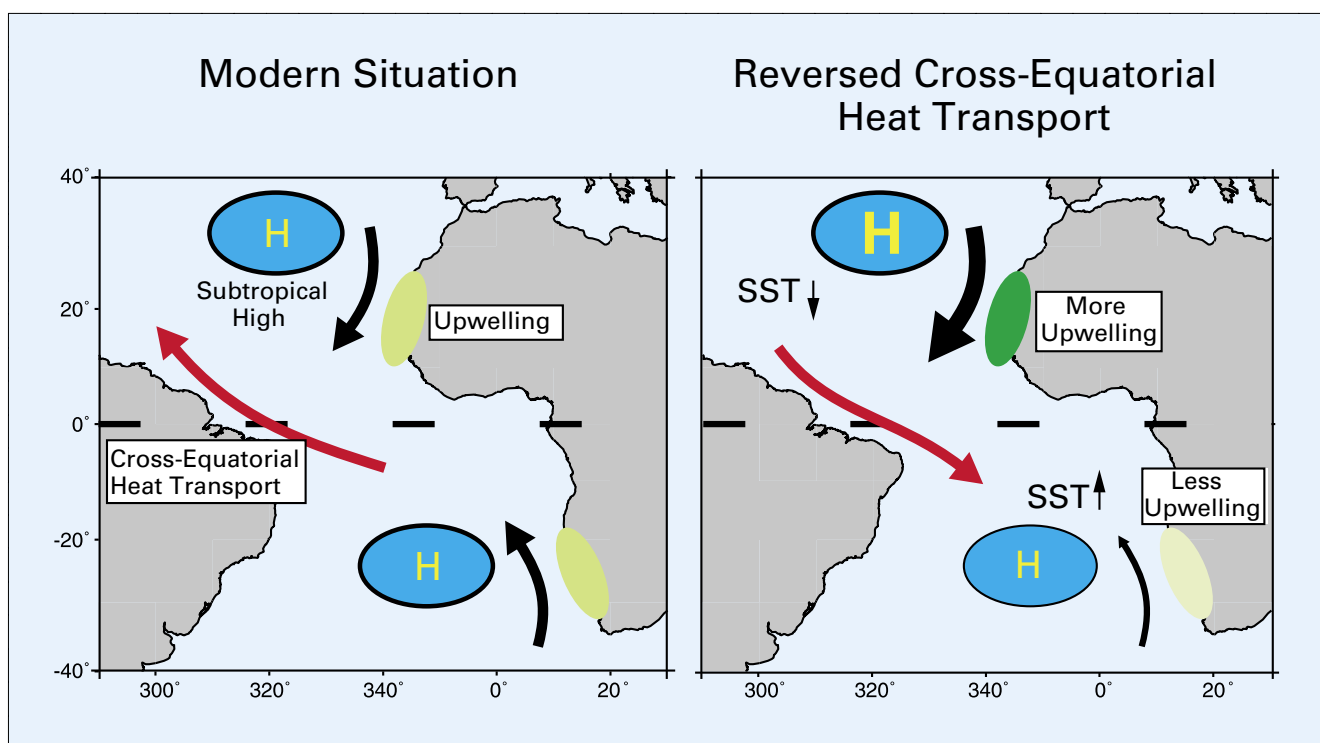 Modern Situation
Reversed Cross-Equatorial
Heat Transport
40°
20°
0°
-20°
-40°
300°
320°
340°
0°
20°
H
Subtropical
High
Upwelling
Cross-Equatorial
Heat Transport
H
H
SST
More
Upwelling
SST
Less
Upwelling
H
300°
320°
340°
0°
20°